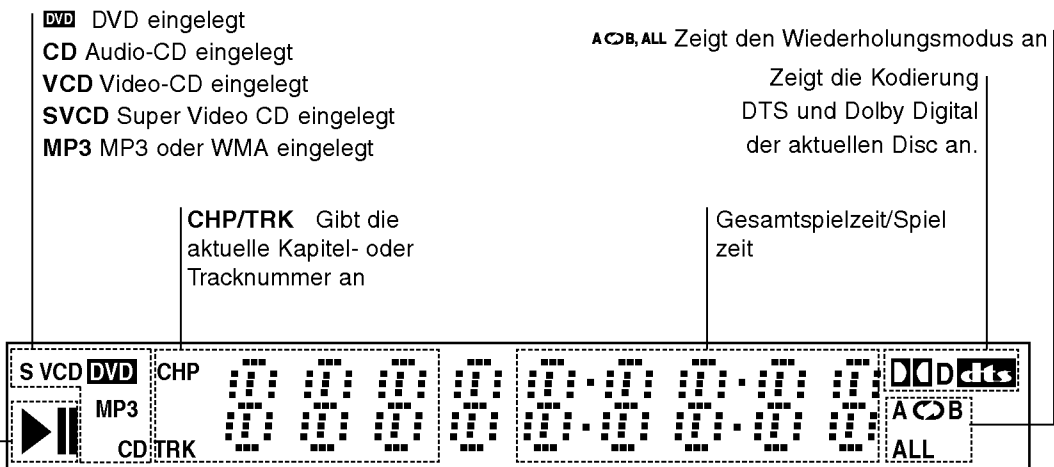 DVD DVD eingelegt
CD Audio-CD eingelegt
VCD Video-CD eingelegt
SVCD Super Video CD eingelegt
MP3 MP3 oder WMA eingelegt
A B, ALL Zeigt den Wiederholungsmodus an
Zeigt die Kodierung
DTS und Dolby Digital
der aktuellen Disc an.
CHP/TRK Gibt die
aktuelle Kapitel- oder
Tracknummer an
Gesamtspielzeit/Spiel
zeit
S VCD DVD CHP
MP3
CD TRK
D dts
A B
ALL